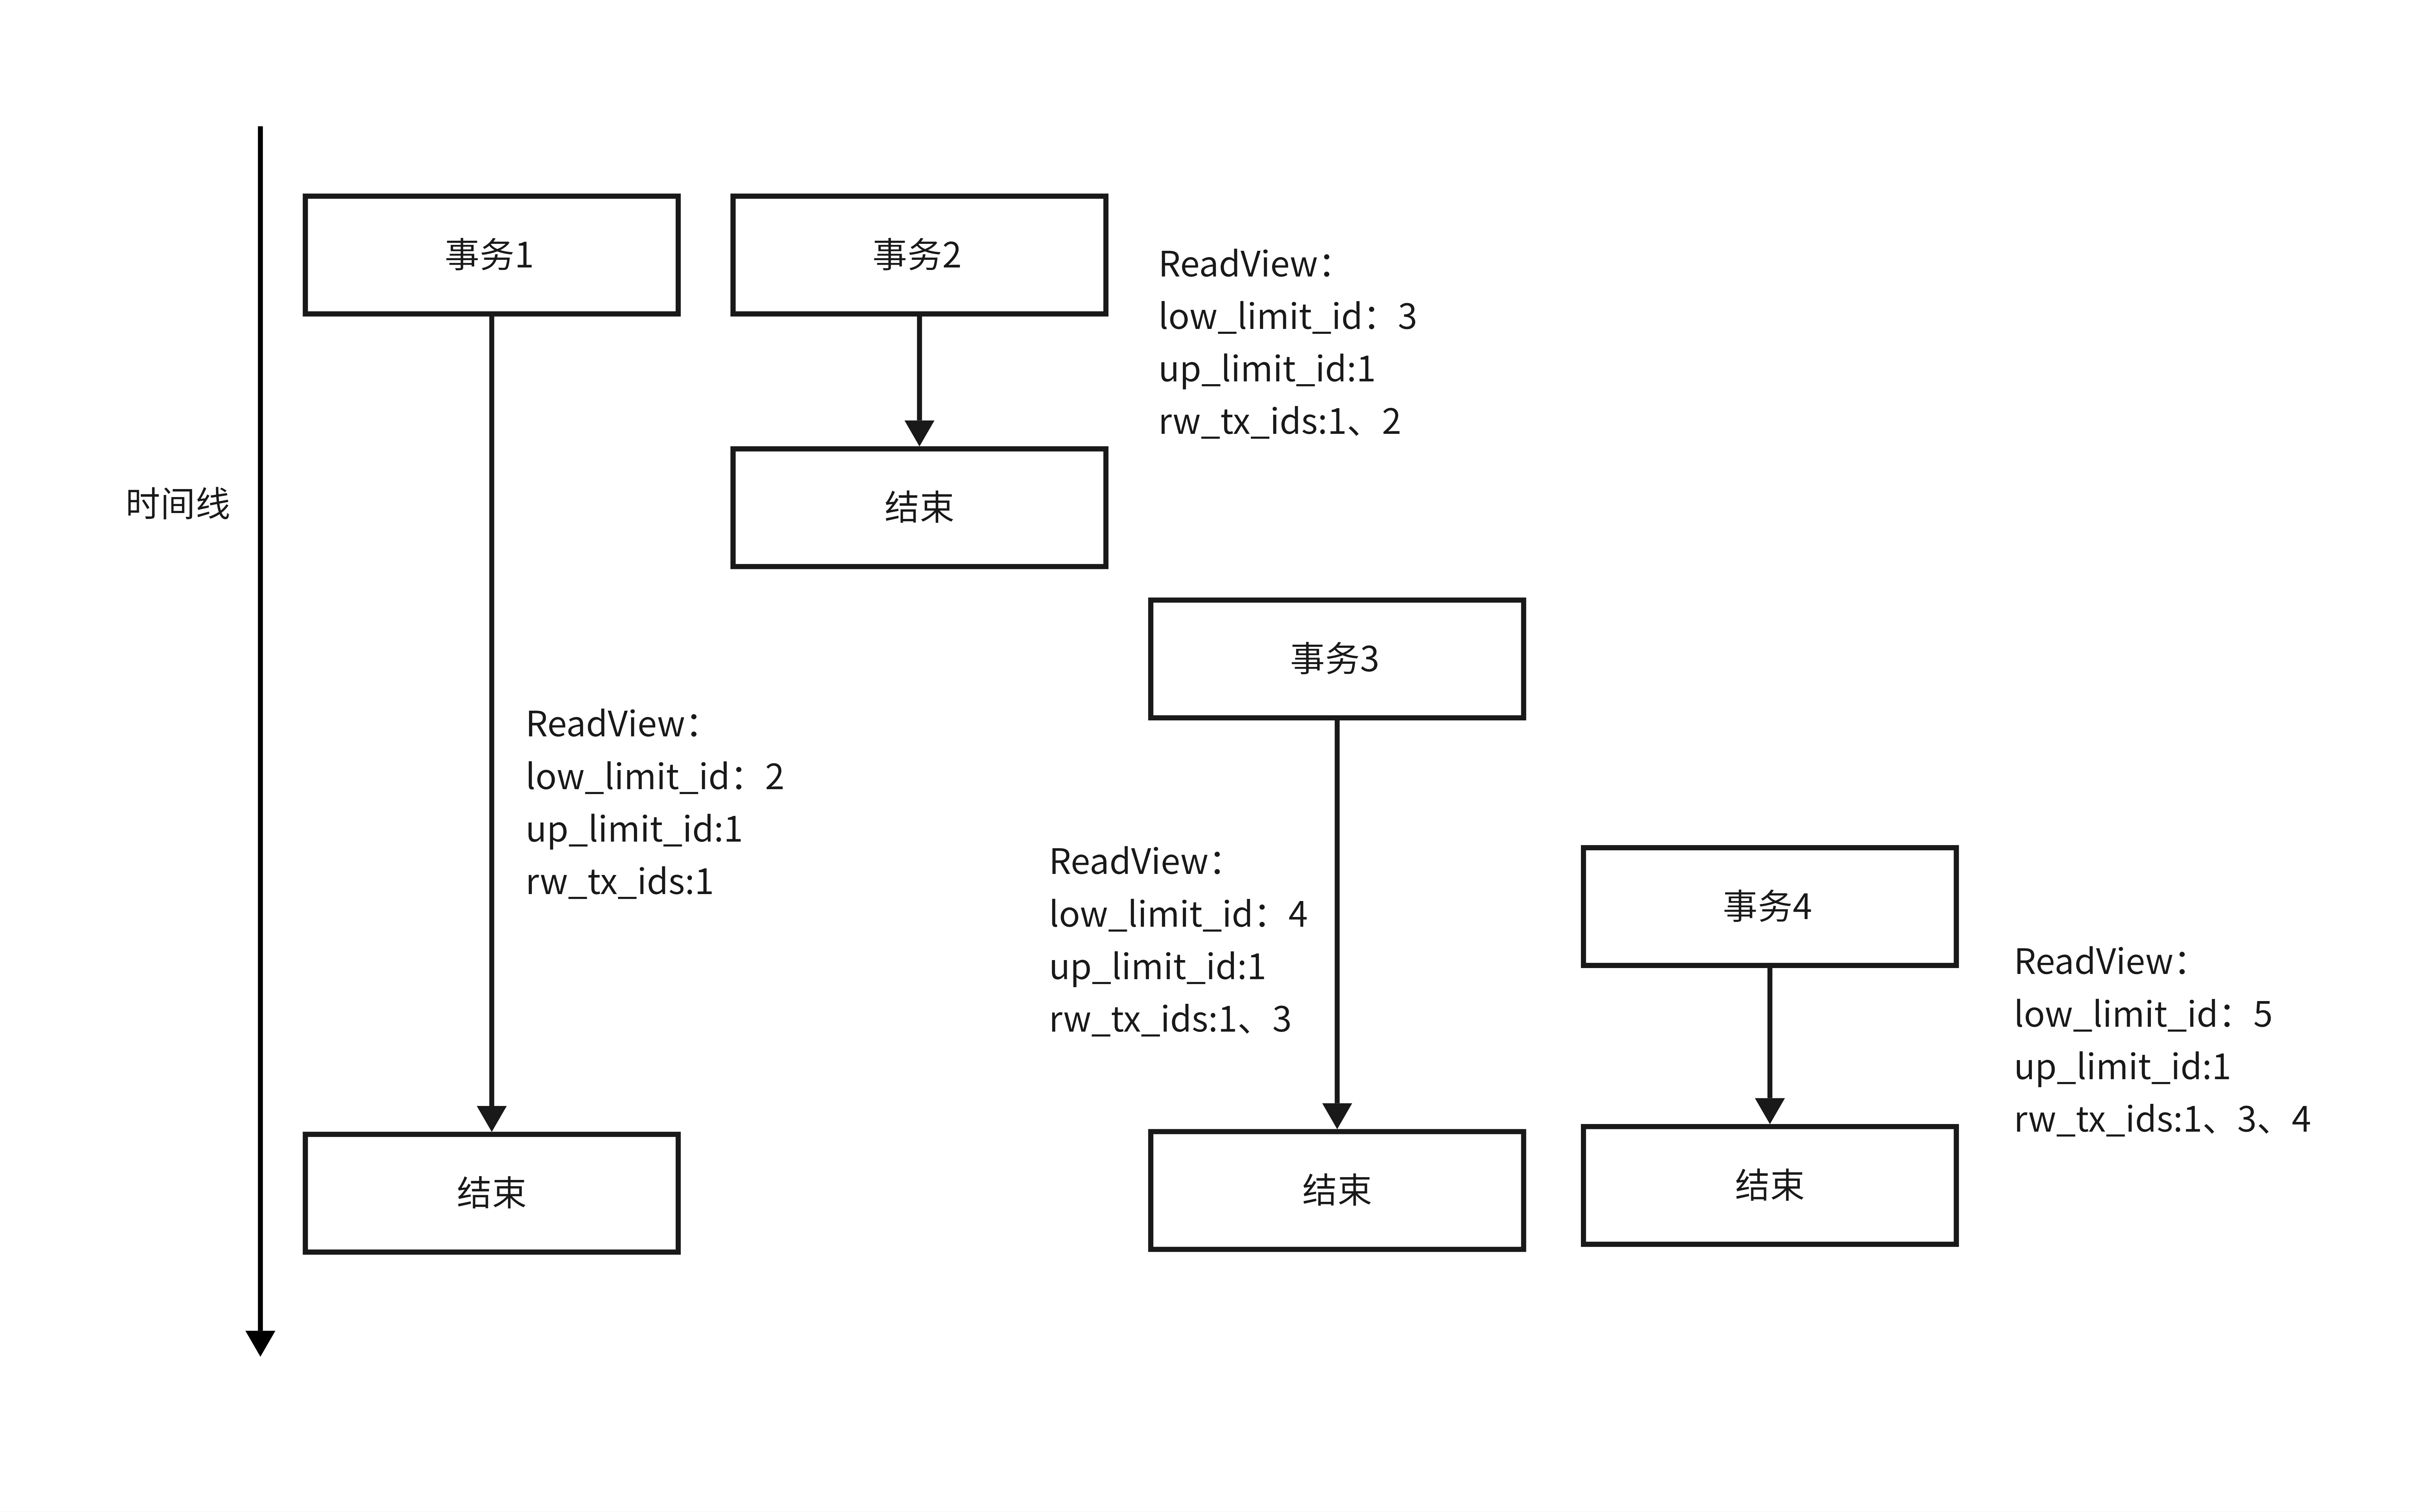 事务1
事务2
ReadView：
low_limit_id：3
up_limit_id:1
rw_tx_ids:1、2
时间线
结束
事务3
ReadView：
low_limit_id：2
up_limit_id:1
rw_tx_ids:1
ReadView：
low_limit_id：4
up_limit_id:1
rw_tx_ids:1、3
事务4
ReadView：
low_limit_id：5
up_limit_id:1
rw_tx_ids:1、3、4
结束
结束
结束